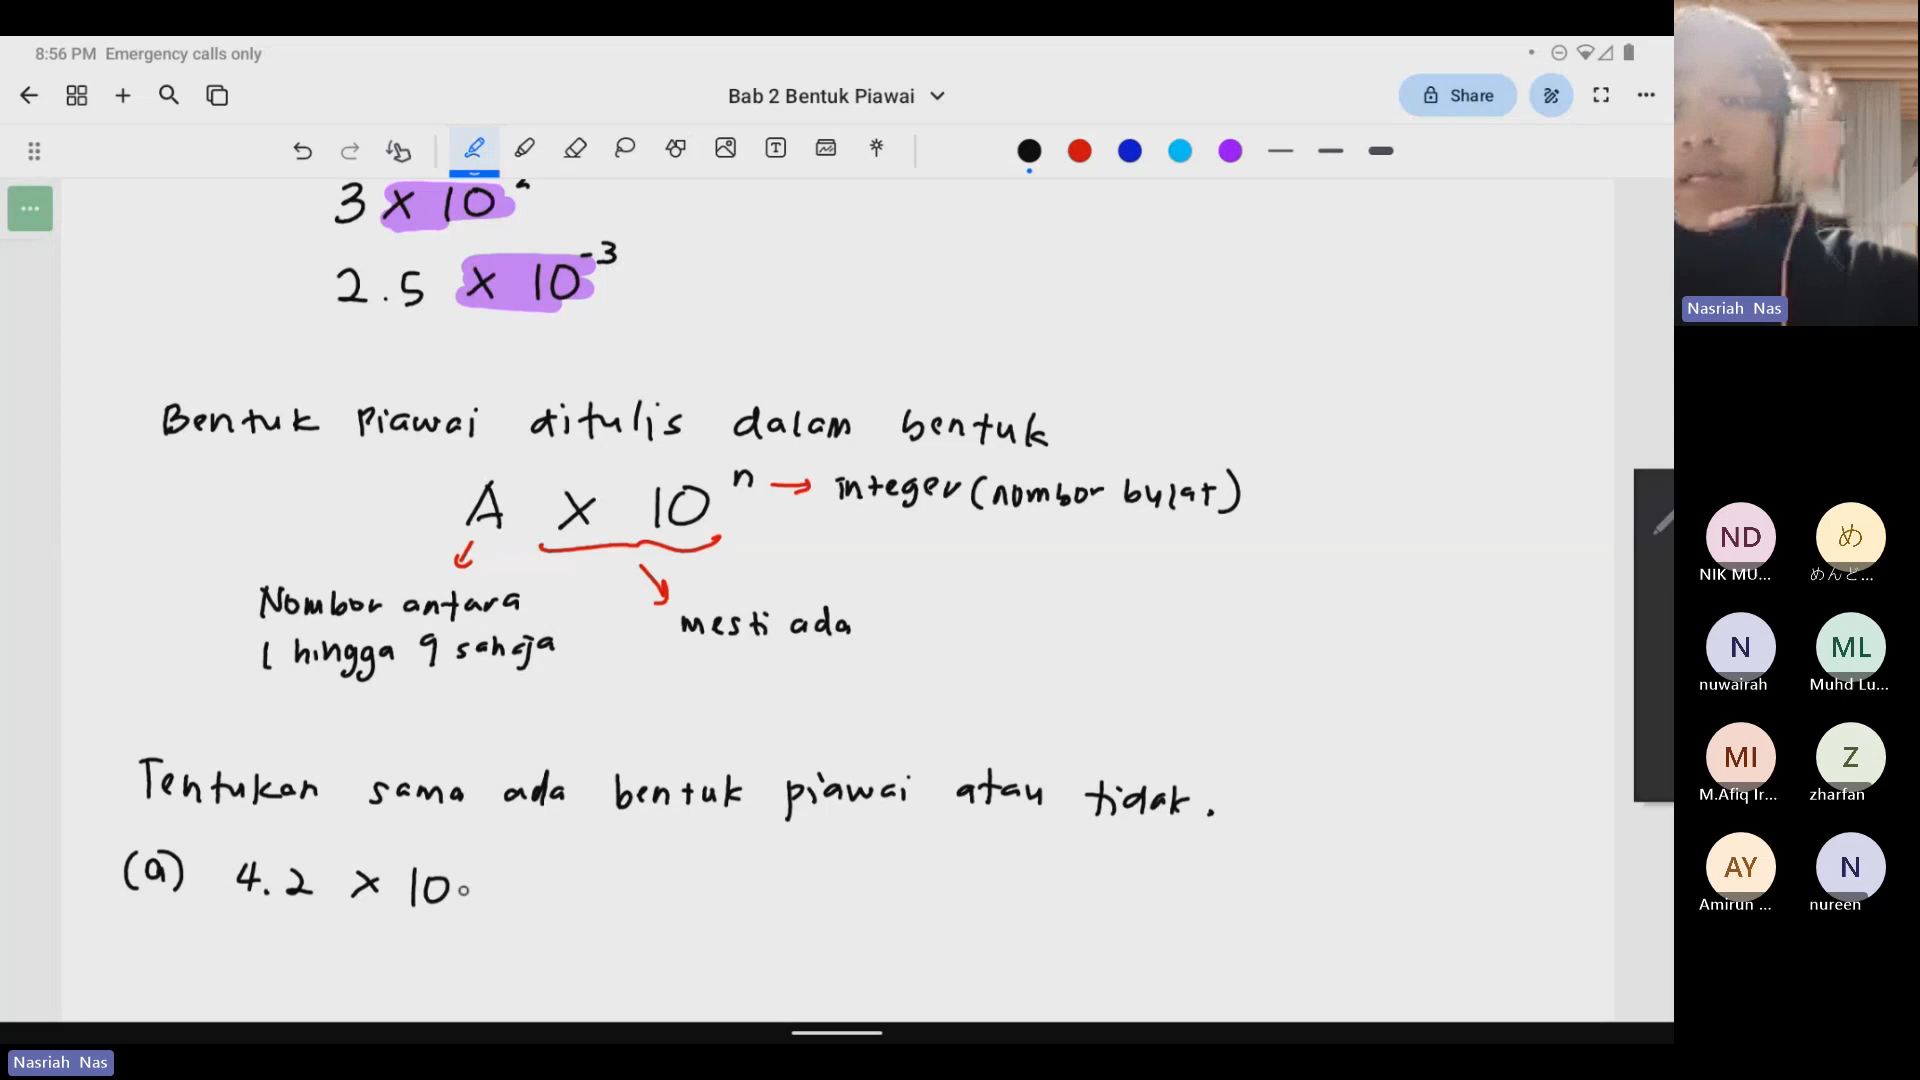 8:56 PM Emergency calls only
Bab 2 Bentuk Piawai
Share
3 x 10
2.5 x 10⁻³
Bentuk Piawai ditulis dalam bentuk
A x 10ⁿ → integer (nombor bulat)
Nombor antara
1 hingga 9 sahaja
mesti ada
Tentukan sama ada bentuk piawai atau tidak.
(a) 4.2 x 10
Nasriah Nas
ND
NIK MU...
め
めんど...
N
nuwairah
ML
Muhd Lu...
MI
M.Afiq Ir...
Z
zharfan
AY
Amirun ...
N
nureen
Nasriah Nas